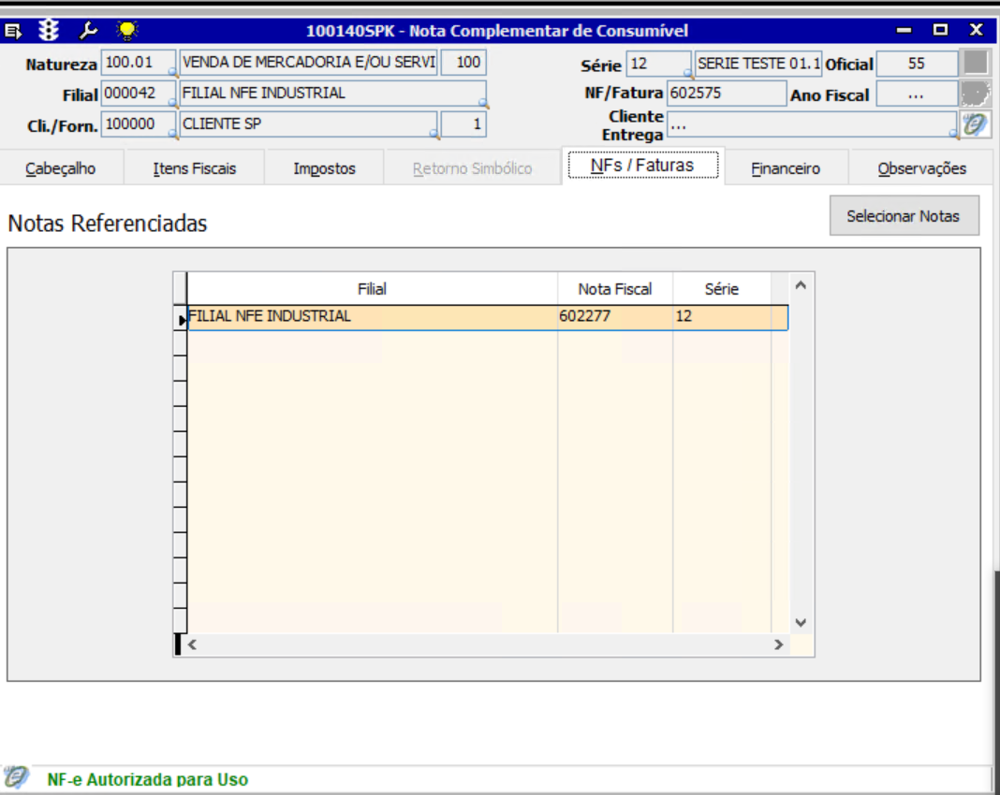 100140SPK - Nota Complementar de Consumível
Natureza 100.01 VENDA DE MERCADORIA E/OU SERVI 100 Série 12 SERIE TESTE 01.1 Oficial 55
Filial 000042 FILIAL NFE INDUSTRIAL NF/Fatura 602575 Ano Fiscal ...
Cli./Forn. 100000 CLIENTE SP 1 Cliente Entrega ...
Cabeçalho Itens Fiscais Impostos Retorno Simbólico NFs / Faturas Financeiro Observações
Notas Referenciadas Selecionar Notas
Filial Nota Fiscal Série
FILIAL NFE INDUSTRIAL 602277 12
NF-e Autorizada para Uso